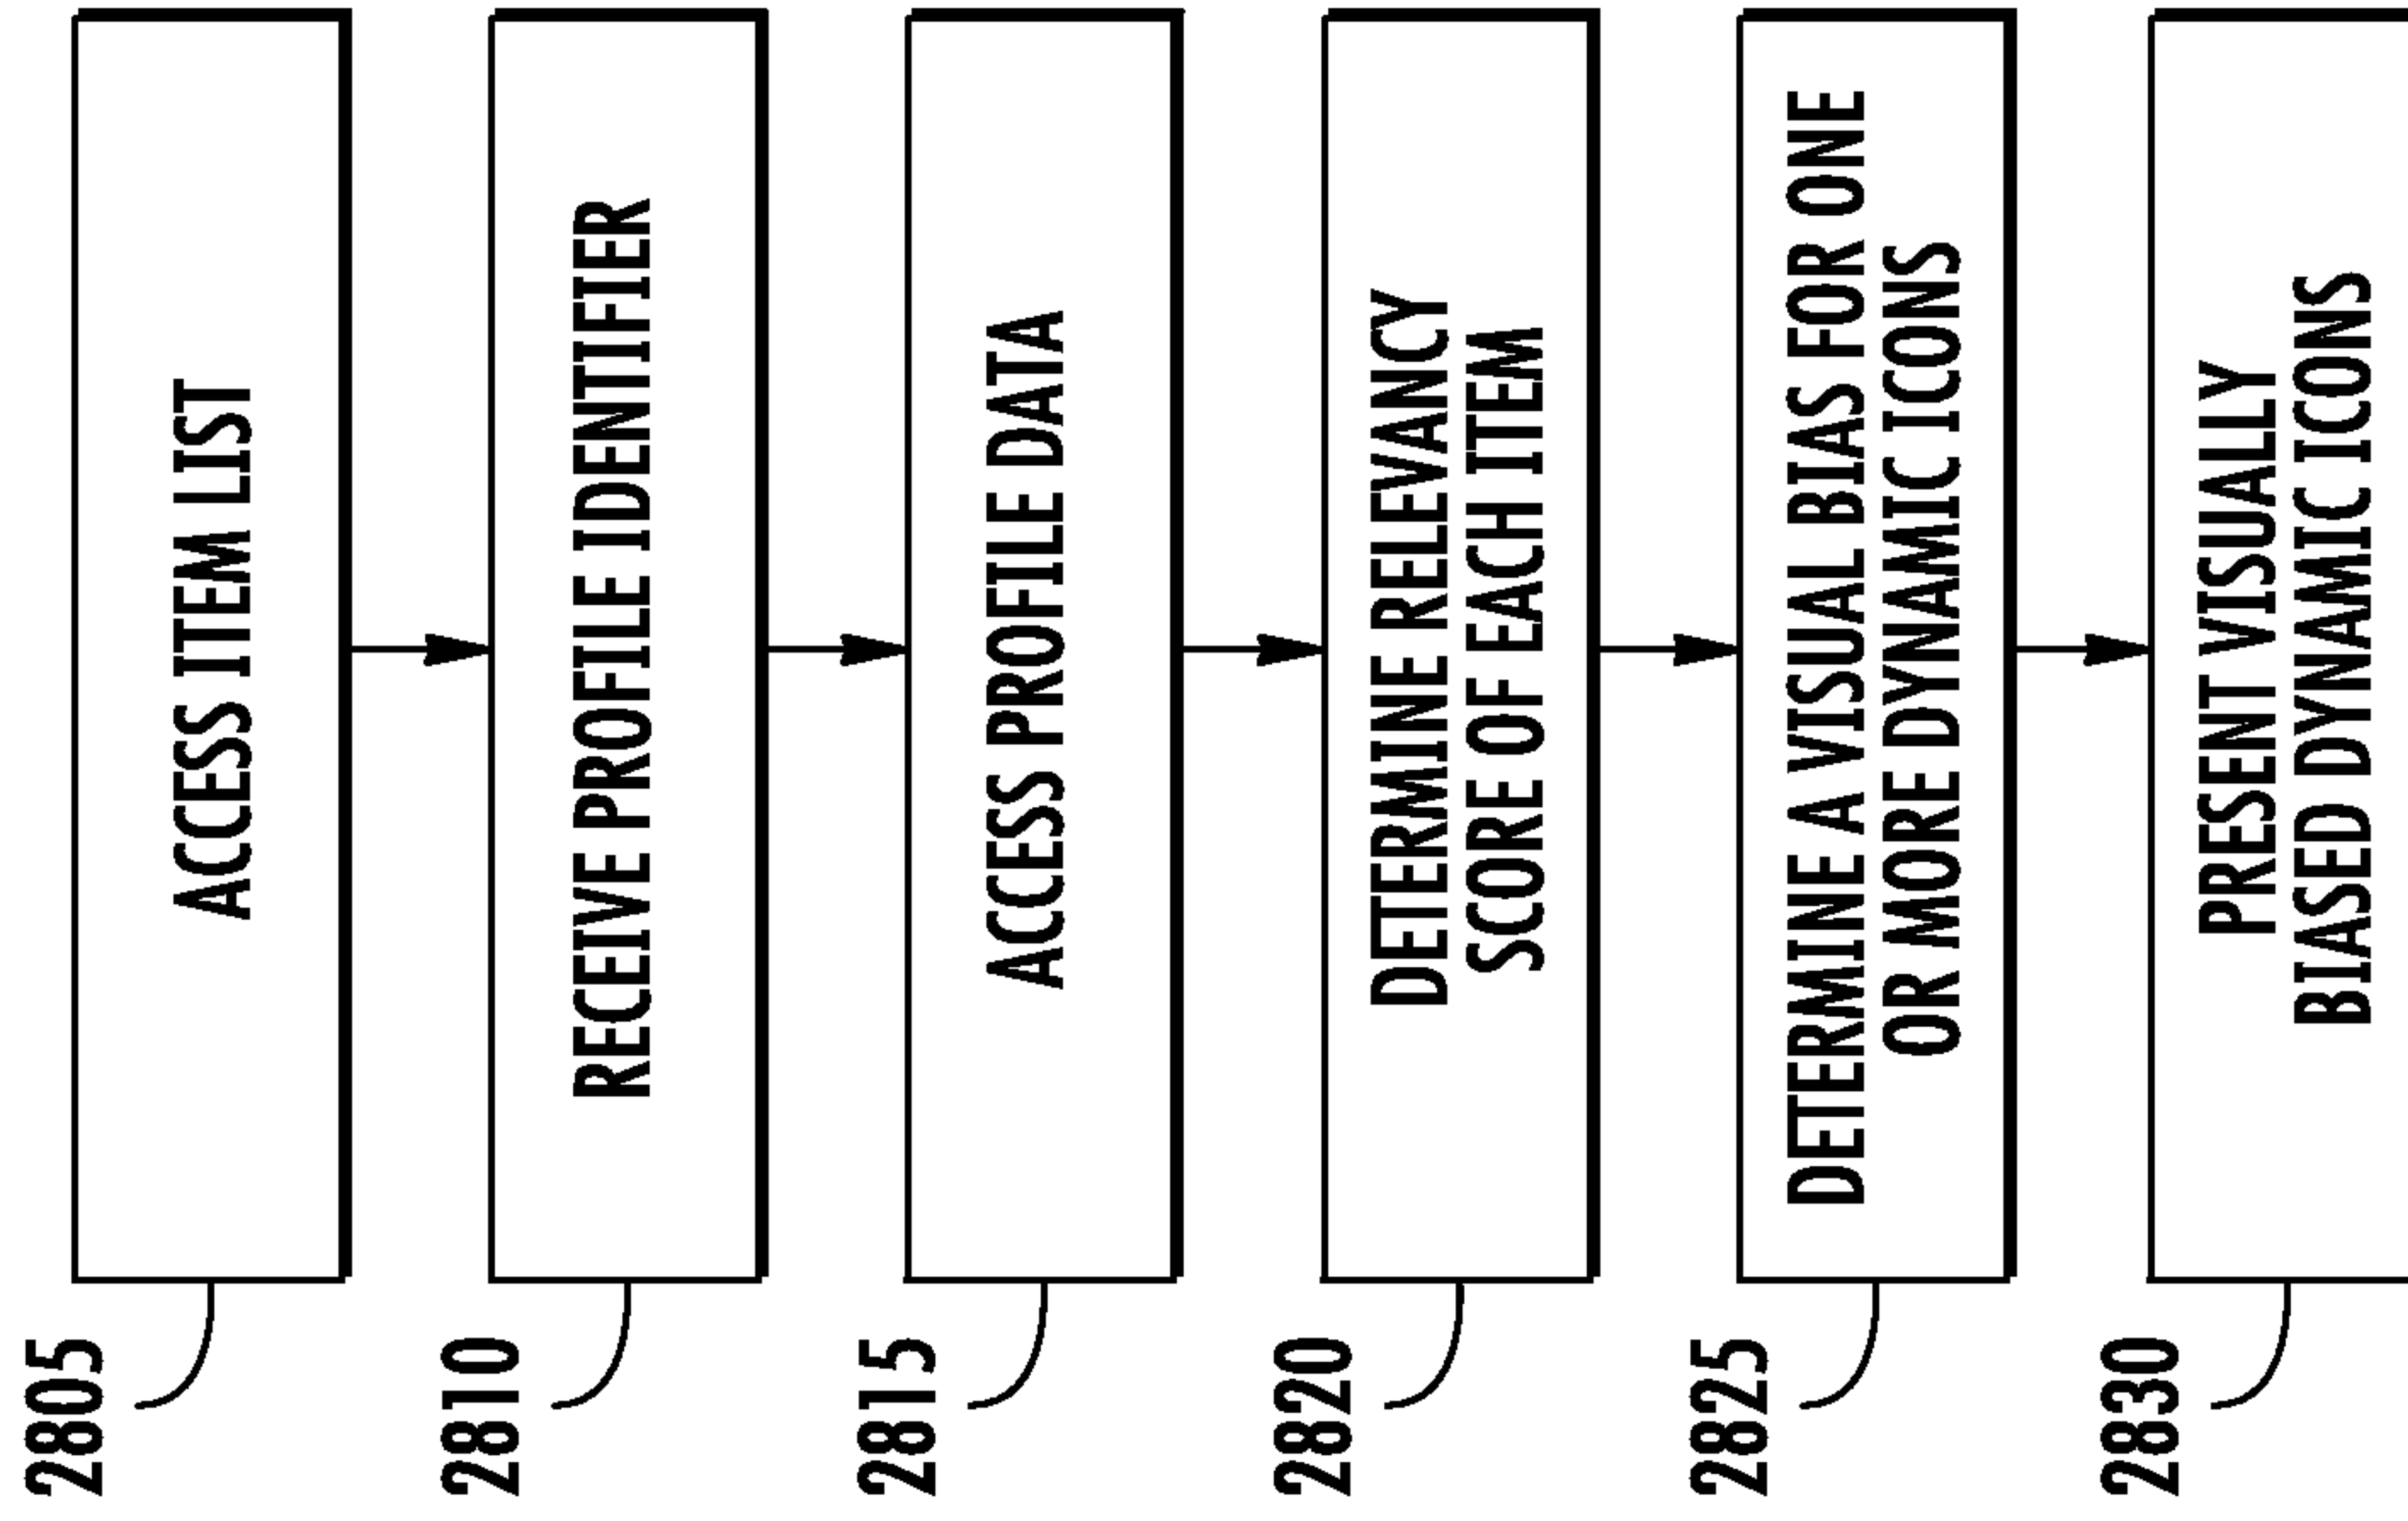 2805
ACCESS ITEM LIST
2810
RECEIVE PROFILE IDENTIFIER
2815
ACCESS PROFILE DATA
2820
DETERMINE RELEVANCY
SCORE OF EACH ITEM
2825
DETERMINE A VISUAL BIAS FOR ONE
OR MORE DYNAMIC ICONS
2830
PRESENT VISUALLY
BIASED DYNAMIC ICONS